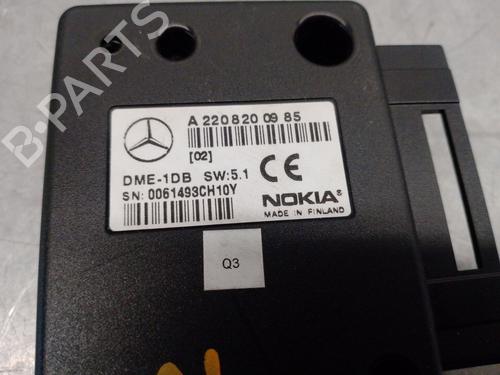 A 220 820 09 85
[02]
DME-1DB SW:5.1
CE
SN: 0061493CH10Y
NOKIA®
MADE IN FINLAND
Q3
B-PARTS